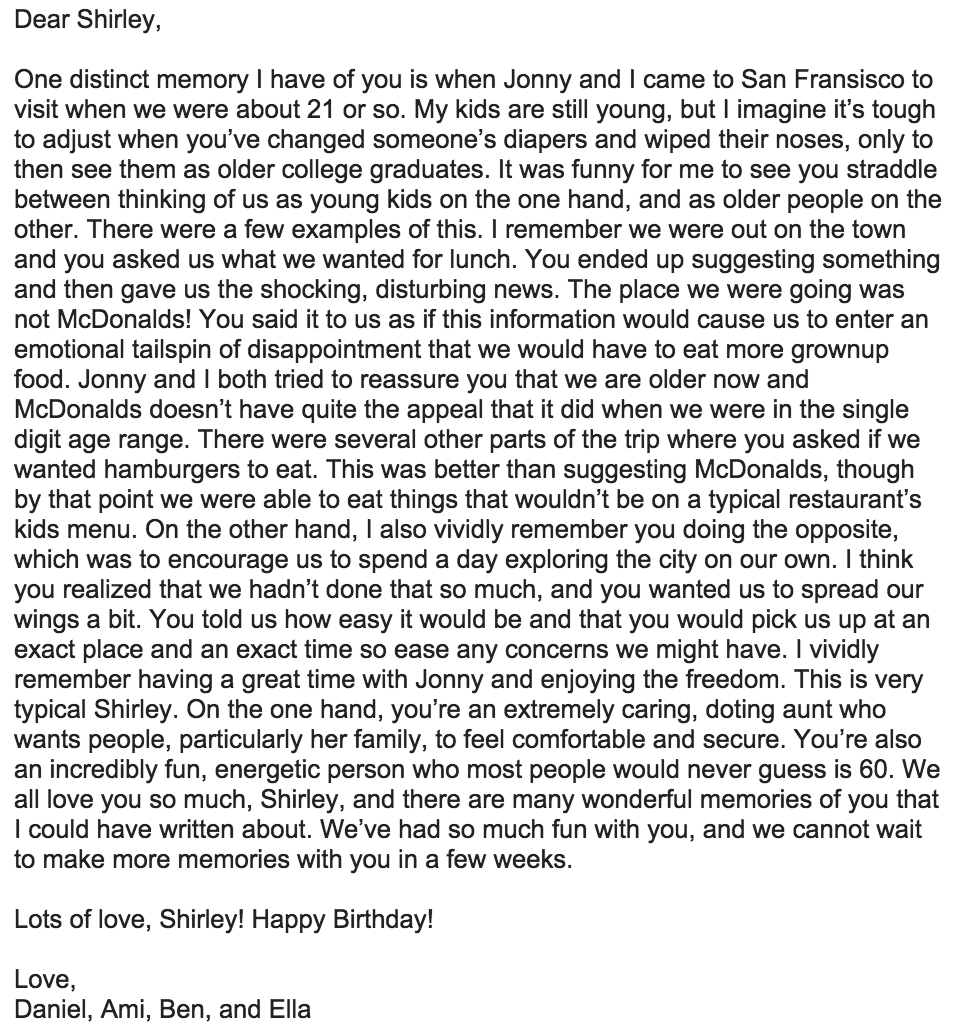 Dear Shirley,
One distinct memory I have of you is when Jonny and I came to San Fransisco to
visit when we were about 21 or so. My kids are still young, but I imagine it’s tough
to adjust when you’ve changed someone’s diapers and wiped their noses, only to
then see them as older college graduates. It was funny for me to see you straddle
between thinking of us as young kids on the one hand, and as older people on the
other. There were a few examples of this. I remember we were out on the town
and you asked us what we wanted for lunch. You ended up suggesting something
and then gave us the shocking, disturbing news. The place we were going was
not McDonalds! You said it to us as if this information would cause us to enter an
emotional tailspin of disappointment that we would have to eat more grownup
food. Jonny and I both tried to reassure you that we are older now and
McDonalds doesn’t have quite the appeal that it did when we were in the single
digit age range. There were several other parts of the trip where you asked if we
wanted hamburgers to eat. This was better than suggesting McDonalds, though
by that point we were able to eat things that wouldn’t be on a typical restaurant’s
kids menu. On the other hand, I also vividly remember you doing the opposite,
which was to encourage us to spend a day exploring the city on our own. I think
you realized that we hadn’t done that so much, and you wanted us to spread our
wings a bit. You told us how easy it would be and that you would pick us up at an
exact place and an exact time so ease any concerns we might have. I vividly
remember having a great time with Jonny and enjoying the freedom. This is very
typical Shirley. On the one hand, you’re an extremely caring, doting aunt who
wants people, particularly her family, to feel comfortable and secure. You’re also
an incredibly fun, energetic person who most people would never guess is 60. We
all love you so much, Shirley, and there are many wonderful memories of you that
I could have written about. We’ve had so much fun with you, and we cannot wait
to make more memories with you in a few weeks.
Lots of love, Shirley! Happy Birthday!
Love,
Daniel, Ami, Ben, and Ella